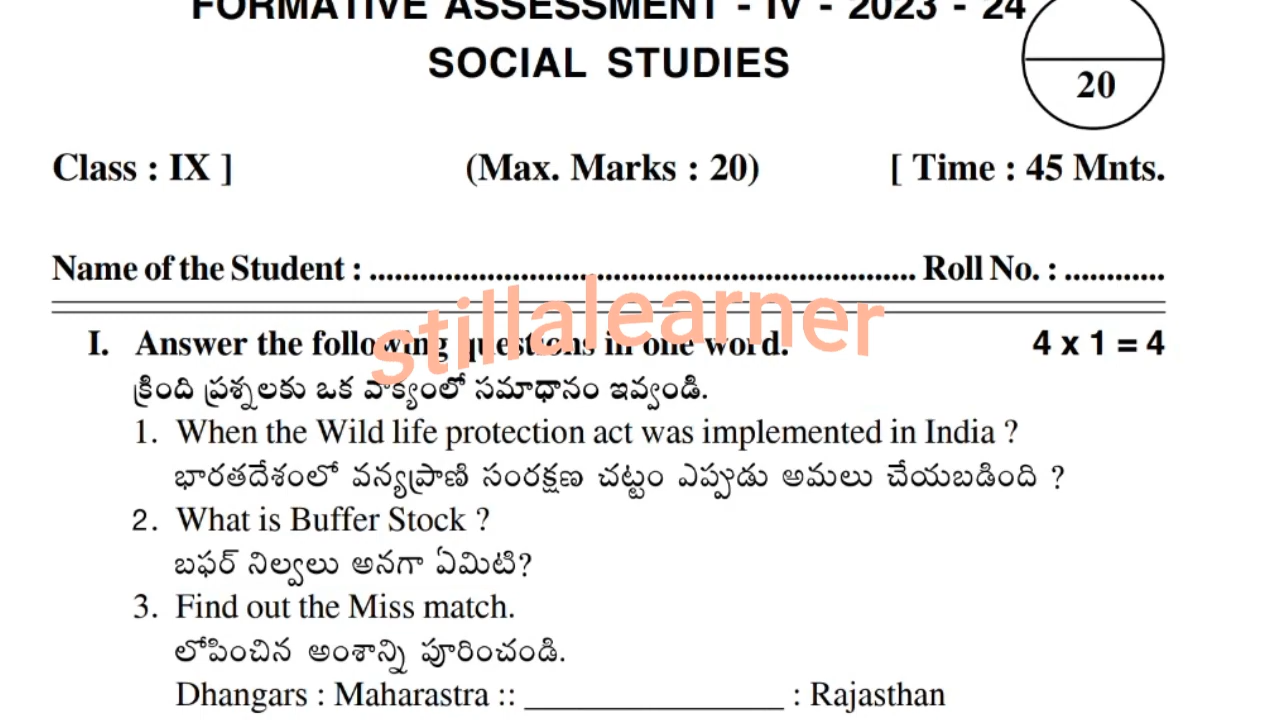 FORMATIVE ASSESSMENT - IV - 2023 - 24
SOCIAL STUDIES
20
Class : IX ] (Max. Marks : 20) [ Time : 45 Mnts.
Name of the Student : ................................................................. Roll No. : ............
stillalearner
I. Answer the following questions in one word. 4 x 1 = 4
క్రింది ప్రశ్నలకు ఒక వాక్యంలో సమాధానం ఇవ్వండి.
1. When the Wild life protection act was implemented in India ?
భారతదేశంలో వన్యప్రాణి సంరక్షణ చట్టం ఎప్పుడు అమలు చేయబడింది ?
2. What is Buffer Stock ?
బఫర్ నిల్వలు అనగా ఏమిటి?
3. Find out the Miss match.
లోపించిన అంశాన్ని పూరించండి.
Dhangars : Maharastra :: _______________ : Rajasthan